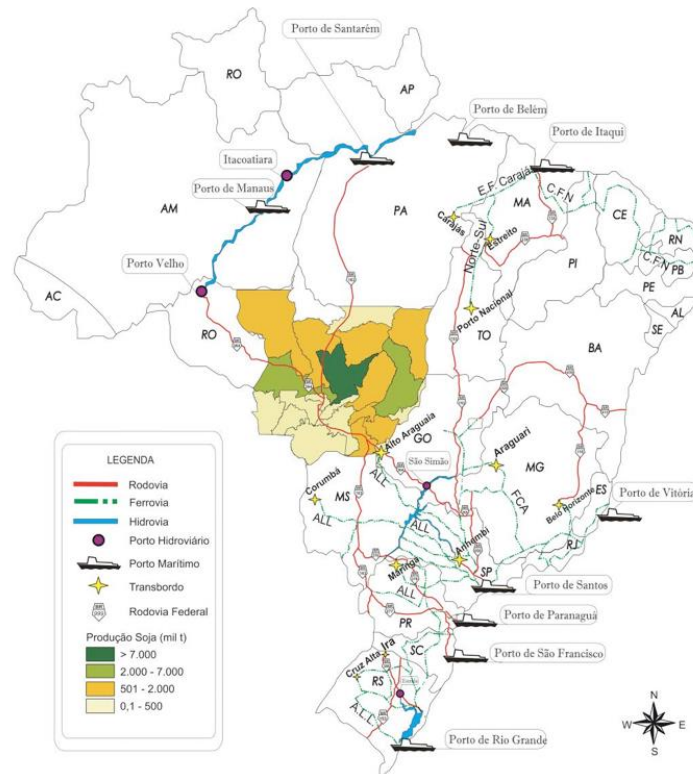 Porto de Santarém
RO
AP
Porto de Belém
Itacoatiara
Porto de Itaqui
Porto de Manaus
E.F. Carajá
C.F.N
AM
PA
Carajás
MA
CE
Norte-Sul
Estreito
RN
Porto Velho
PI
C.F.N
PB
PE
AC
RO
Porto Nacional
TO
AL
SE
BA
GO
Alto Araguaia
São Simão
Araguari
MG
LEGENDA
Rodovia
Ferrovia
Hidrovia
Porto Hidroviário
Porto Marítimo
Transbordo
Rodovia Federal
Produção Soja (mil t)
> 7.000
2.000 - 7.000
501 - 2.000
0,1 - 500
Corumbá
ALL
MS
ALL
ALL
FCA
Belo Horizonte
ES
Porto de Vitória
RJ
Anhembi
SP
Maringa
ALL
Porto de Santos
PR
Porto de Paranaguá
Porto de São Francisco
Cruz Alta
Ira
SC
RS
A.L.L
Porto de Rio Grande
N
W
E
S